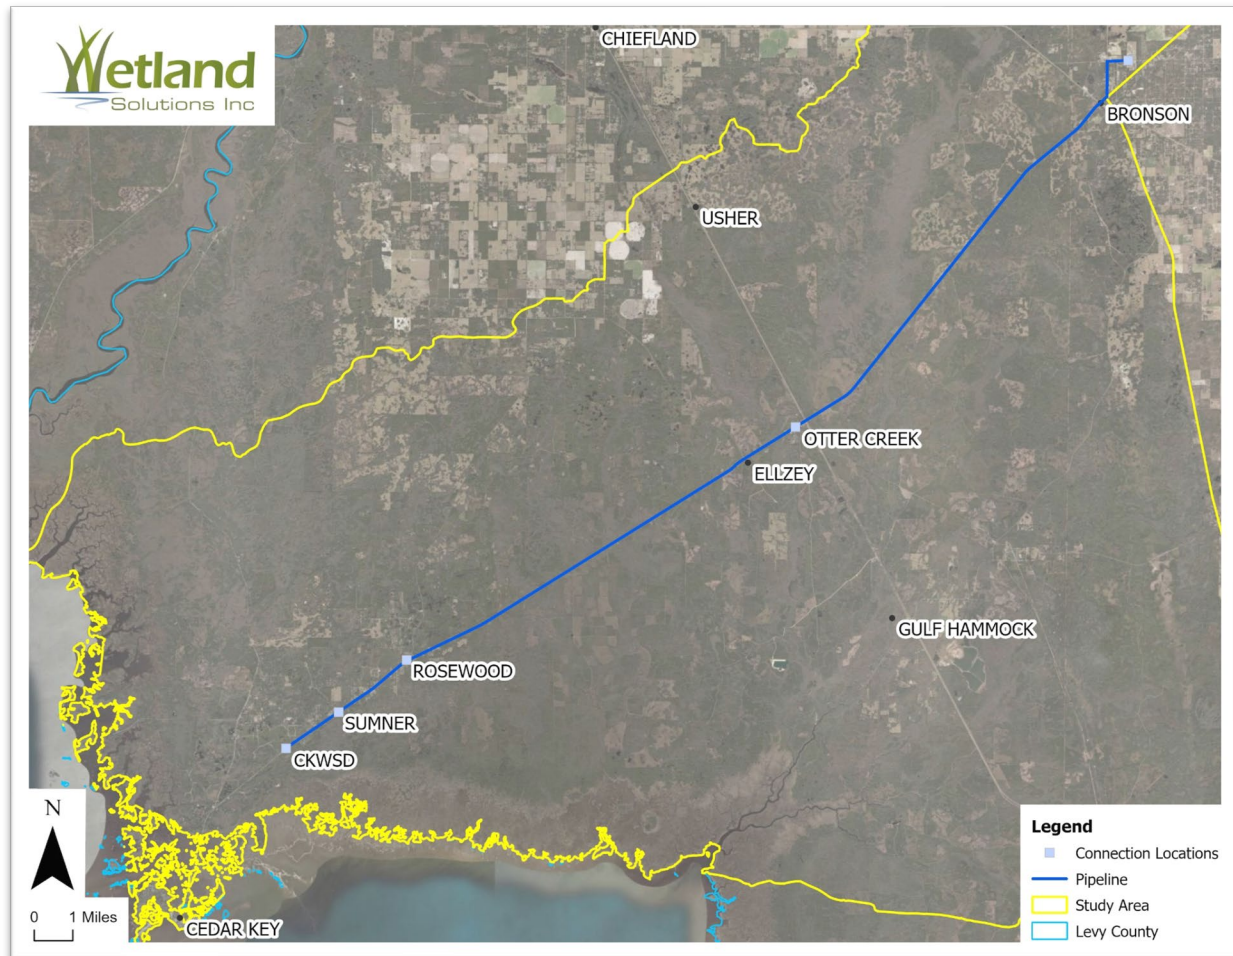 Wetland
Solutions Inc
CHIEFLAND
BRONSON
USHER
OTTER CREEK
ELLZEY
GULF HAMMOCK
ROSEWOOD
SUMNER
CKWSD
CEDAR KEY
N
0 1 Miles
Legend
Connection Locations
Pipeline
Study Area
Levy County